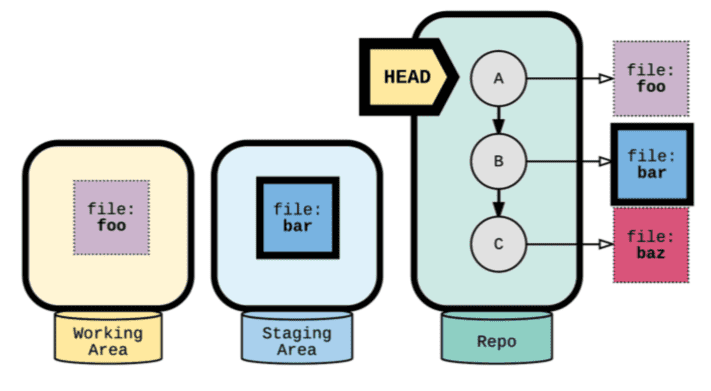 HEAD
A
file:
foo
B
file:
bar
C
file:
baz
file:
foo
file:
bar
Working
Area
Staging
Area
Repo